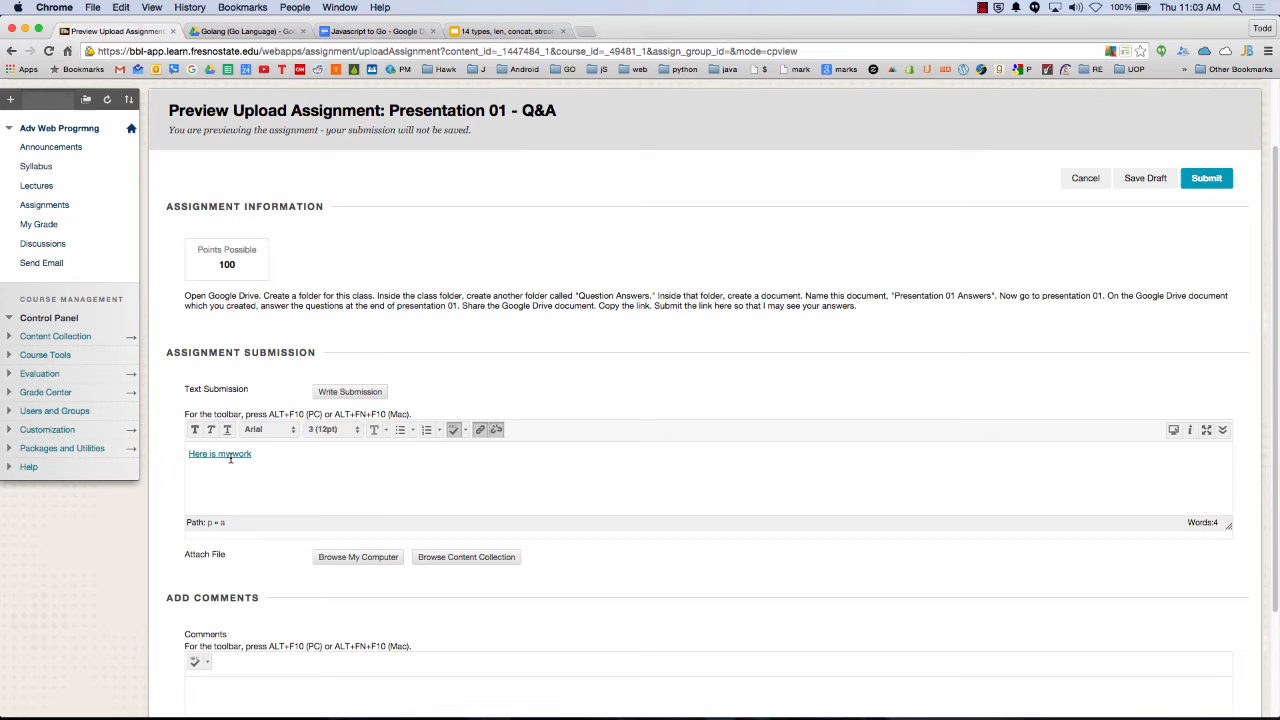 Chrome File Edit View History Bookmarks People Window Help 100% Thu 11:03 AM
Preview Upload Assignment: Golang (Go Language) - Goo Javascript to Go - Google D 14 types, len, concat, strcon Todd
https://bbl-app.learn.fresnostate.edu/webapps/assignment/uploadAssignment?content_id=_1447484_1&course_id=_49481_1&assign_group_id=&mode=cpview
Apps Bookmarks PM Hawk J Android GO jS web python java $ mark marks P RE UOP » Other Bookmarks
Preview Upload Assignment: Presentation 01 - Q&A
You are previewing the assignment - your submission will not be saved.
Adv Web Progrmng
Announcements
Syllabus
Lectures
Assignments
My Grade
Discussions
Send Email
COURSE MANAGEMENT
Control Panel
Content Collection
Course Tools
Evaluation
Grade Center
Users and Groups
Customization
Packages and Utilities
Help
Cancel Save Draft Submit
ASSIGNMENT INFORMATION
Points Possible
100
Open Google Drive. Create a folder for this class. Inside the class folder, create another folder called "Question Answers." Inside that folder, create a document. Name this document, "Presentation 01 Answers". Now go to presentation 01. On the Google Drive document
which you created, answer the questions at the end of presentation 01. Share the Google Drive document. Copy the link. Submit the link here so that I may see your answers.
ASSIGNMENT SUBMISSION
Text Submission Write Submission
For the toolbar, press ALT+F10 (PC) or ALT+FN+F10 (Mac).
T T T Arial 3 (12pt) T
Here is my work
Path: p » a Words:4
Attach File Browse My Computer Browse Content Collection
ADD COMMENTS
Comments
For the toolbar, press ALT+F10 (PC) or ALT+FN+F10 (Mac).